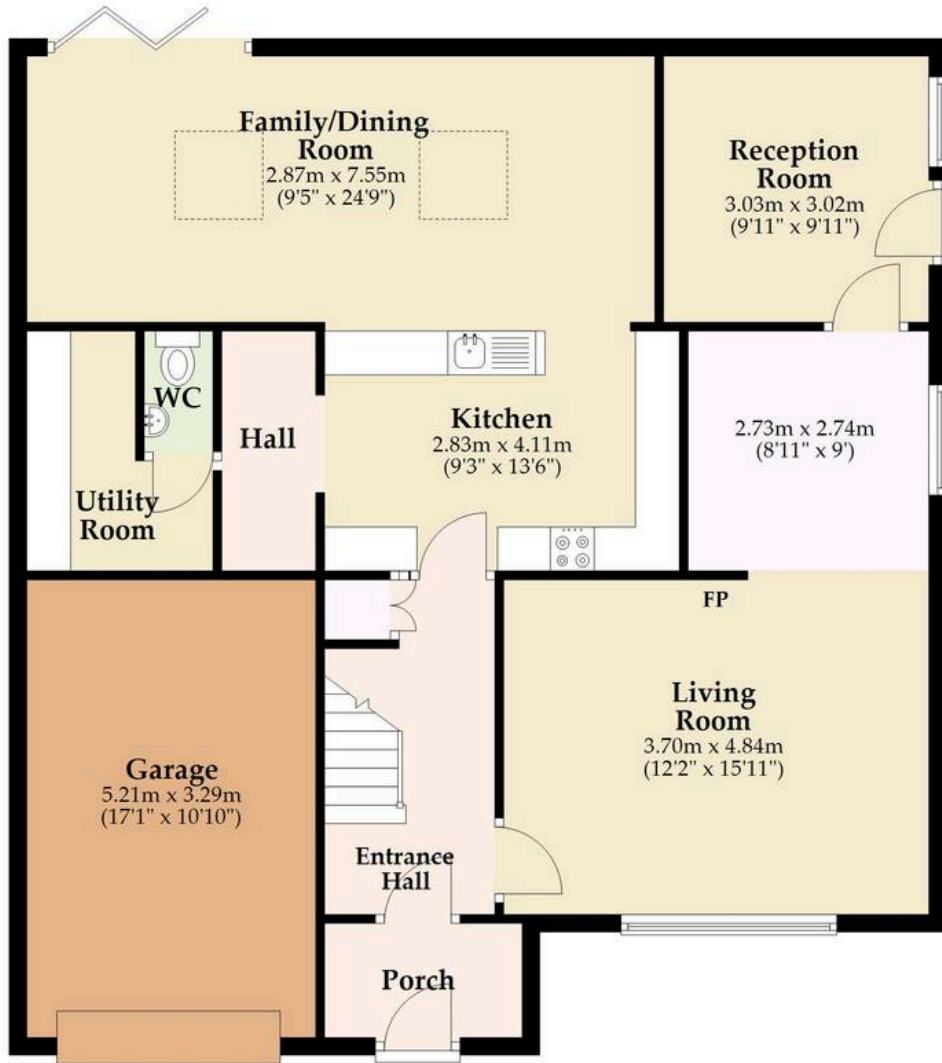 Family/Dining
Room
2.87m x 7.55m
(9'5" x 24'9")
Reception
Room
3.03m x 3.02m
(9'11" x 9'11")
WC
Hall
Kitchen
2.83m x 4.11m
(9'3" x 13'6")
2.73m x 2.74m
(8'11" x 9')
Utility
Room
FP
Living
Room
3.70m x 4.84m
(12'2" x 15'11")
Garage
5.21m x 3.29m
(17'1" x 10'10")
Entrance
Hall
Porch